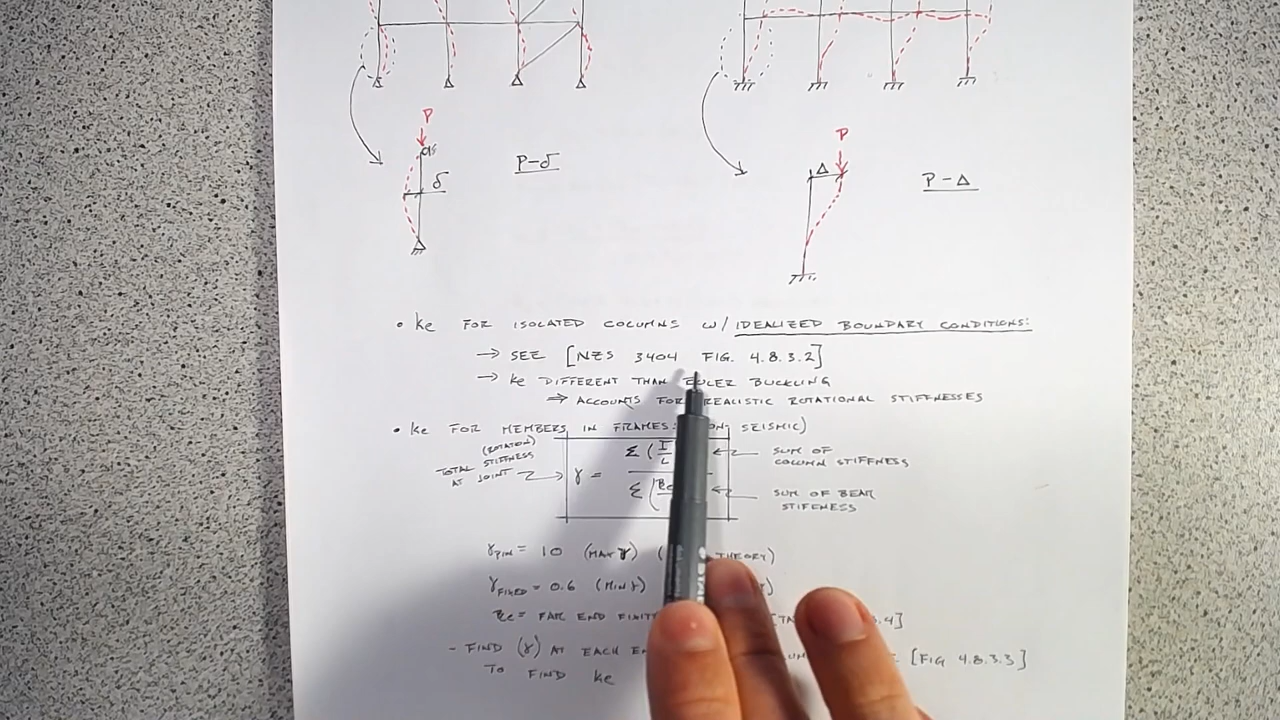 P
P
δ
P-δ
Δ
P-Δ
• ke FOR ISOLATED COLUMNS W/ IDEALIZED BOUNDARY CONDITIONS:
→ SEE [NZS 3404 FIG. 4.8.3.2]
→ ke DIFFERENT THAN EULER BUCKLING
⇒ ACCOUNTS FOR REALISTIC ROTATIONAL STIFFNESSES
• ke FOR MEMBERS IN FRAMES: SEISMIC)
(ROTATION)
TOTAL STIFFNESS
AT JOINT
γ = Σ (I/L
Σ (
SUM OF
COLUMN STIFFNESS
SUM OF BEAM
STIFFNESS
γPIN = 10 (MAX γ) ( THEORY)
γFIXED = 0.6 (MIN γ)
= FAR END .4]
- FIND (γ) AT EACH [FIG 4.8.3.3]
TO FIND ke